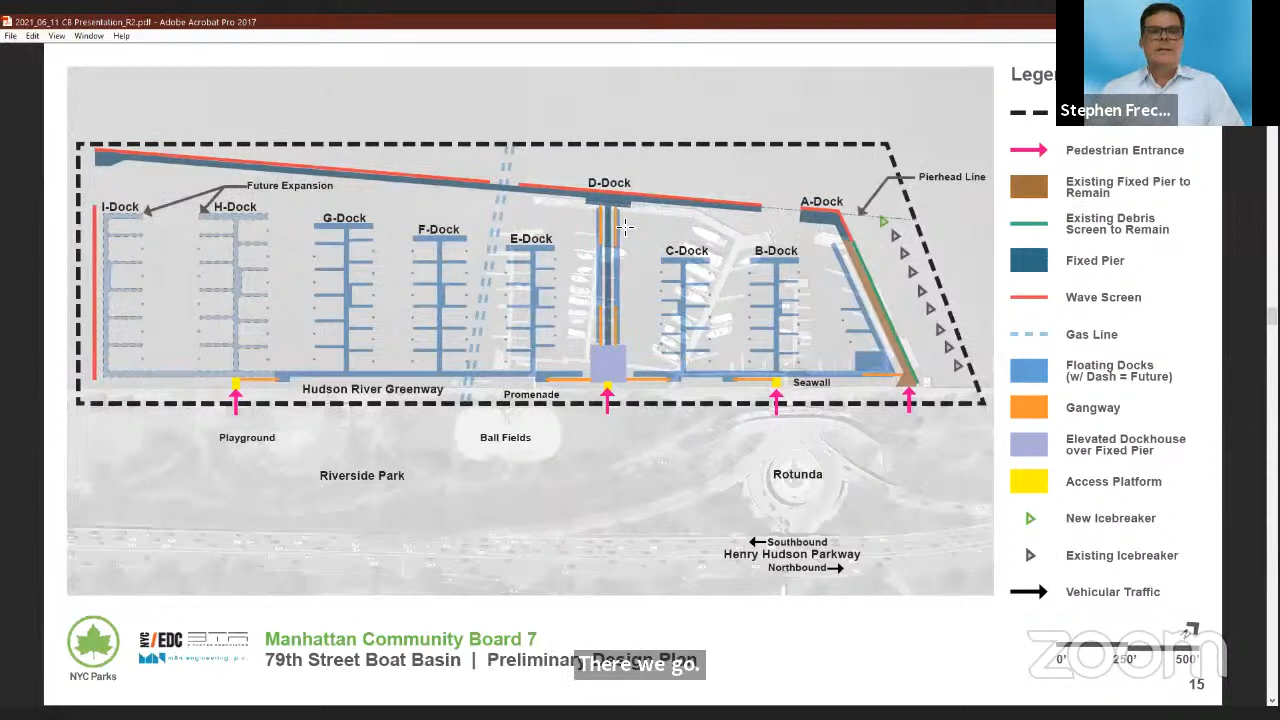 2021_06_11 CB Presentation_R2.pdf - Adobe Acrobat Pro 2017
File Edit View Window Help
Stephen Frec...
Pedestrian Entrance
Existing Fixed Pier to
Remain
Existing Debris
Screen to Remain
Fixed Pier
Wave Screen
Gas Line
Floating Docks
(w/ Dash = Future)
Gangway
Elevated Dockhouse
over Fixed Pier
Access Platform
New Icebreaker
Existing Icebreaker
Vehicular Traffic
0' 250' 500'
15
zoom
Future Expansion
I-Dock
H-Dock
G-Dock
F-Dock
E-Dock
D-Dock
C-Dock
B-Dock
A-Dock
Pierhead Line
Hudson River Greenway
Promenade
Seawall
Playground
Ball Fields
Riverside Park
Rotunda
Southbound
Henry Hudson Parkway
Northbound
NYC Parks
NYC/EDC
Manhattan Community Board 7
79th Street Boat Basin | Preliminary Design Plan
There we go.